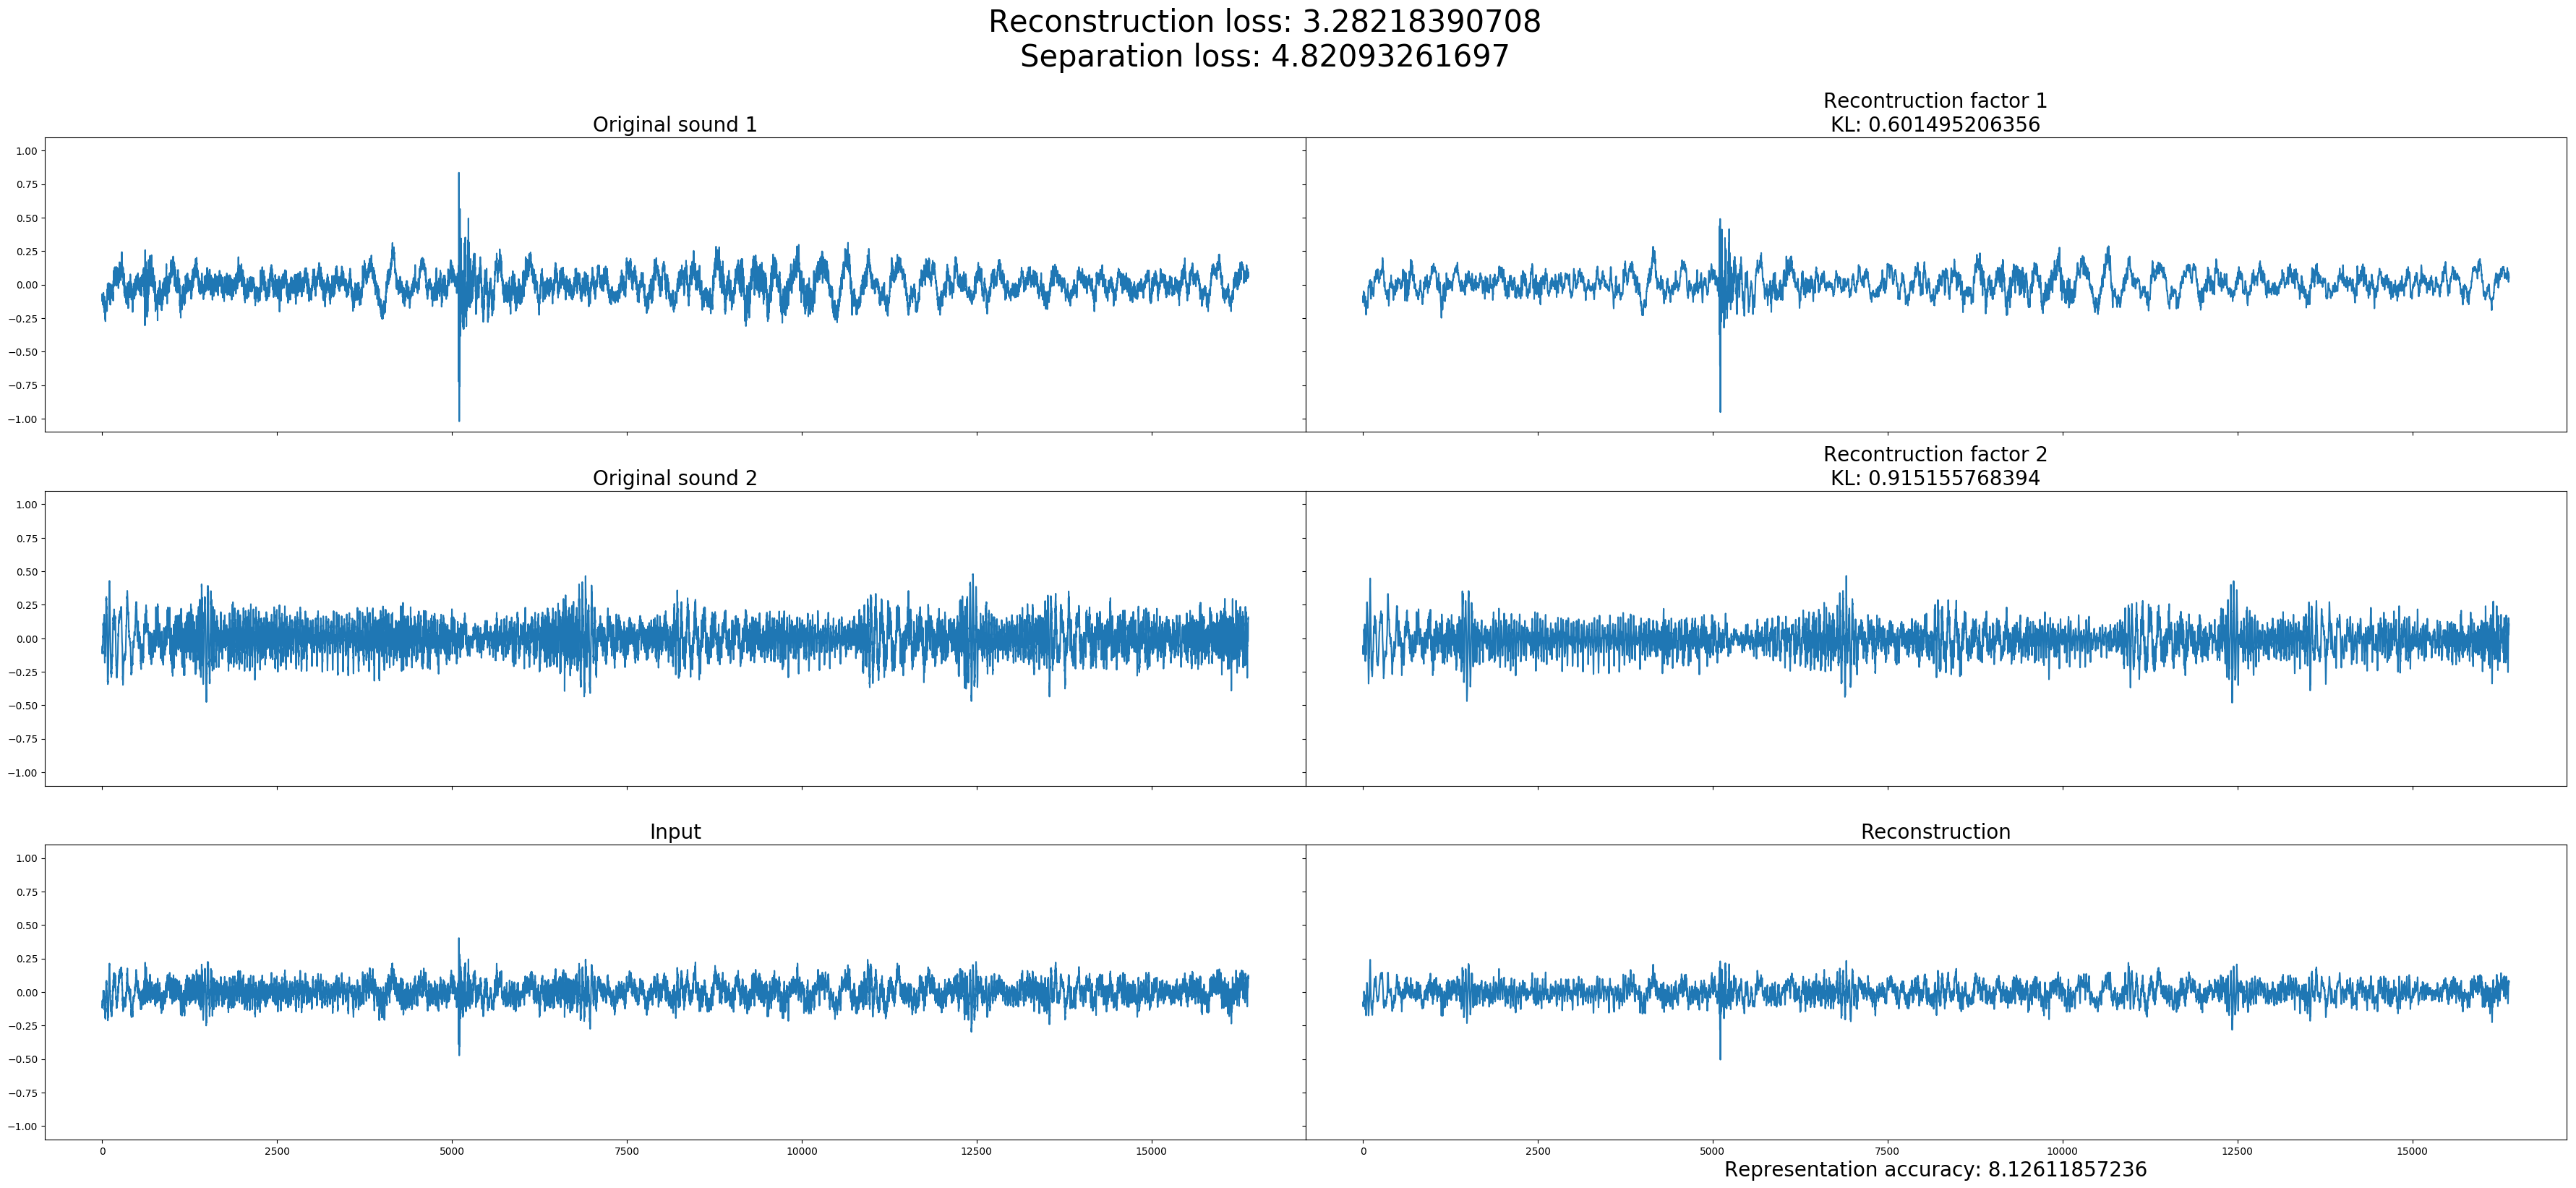 Reconstruction loss: 3.28218390708
Separation loss: 4.82093261697
Original sound 1
Recontruction factor 1
KL: 0.601495206356
1.00
0.75
0.50
0.25
0.00
−0.25
−0.50
−0.75
−1.00
Original sound 2
Recontruction factor 2
KL: 0.915155768394
1.00
0.75
0.50
0.25
0.00
−0.25
−0.50
−0.75
−1.00
Input
Reconstruction
1.00
0.75
0.50
0.25
0.00
−0.25
−0.50
−0.75
−1.00
0 2500 5000 7500 10000 12500 15000
0 2500 5000 7500 10000 12500 15000
Representation accuracy: 8.12611857236